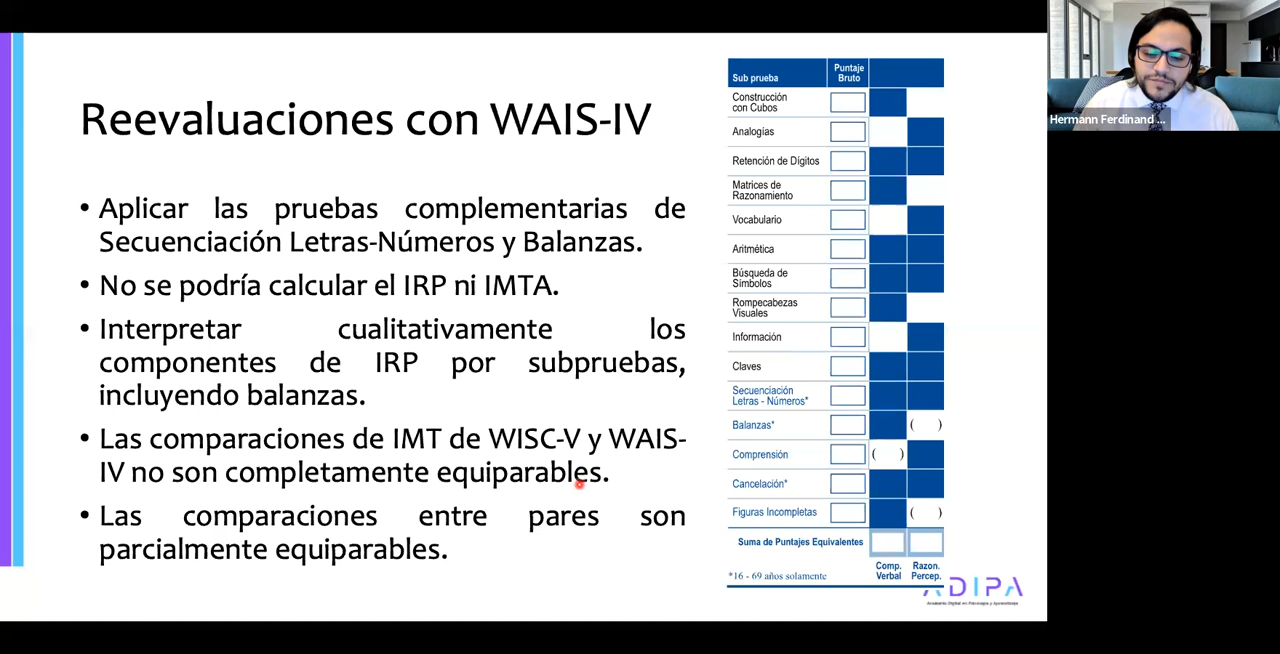 Reevaluaciones con WAIS-IV
• Aplicar las pruebas complementarias de
Secuenciación Letras-Números y Balanzas.
• No se podría calcular el IRP ni IMTA.
• Interpretar cualitativamente los
componentes de IRP por subpruebas,
incluyendo balanzas.
• Las comparaciones de IMT de WISC-V y WAIS-
IV no son completamente equiparables.
• Las comparaciones entre pares son
parcialmente equiparables.
Sub prueba
Puntaje
Bruto
Construcción
con Cubos
Analogías
Retención de Dígitos
Matrices de
Razonamiento
Vocabulario
Aritmética
Búsqueda de
Símbolos
Rompecabezas
Visuales
Información
Claves
Secuenciación
Letras - Números*
Balanzas*
( )
Comprensión
( )
Cancelación*
Figuras Incompletas
( )
Suma de Puntajes Equivalentes
Comp.
Verbal
Razon.
Percep.
*16 - 69 años solamente
ADIPA
Academia Digital en Psicología y Aprendizaje
Hermann Ferdinand ...